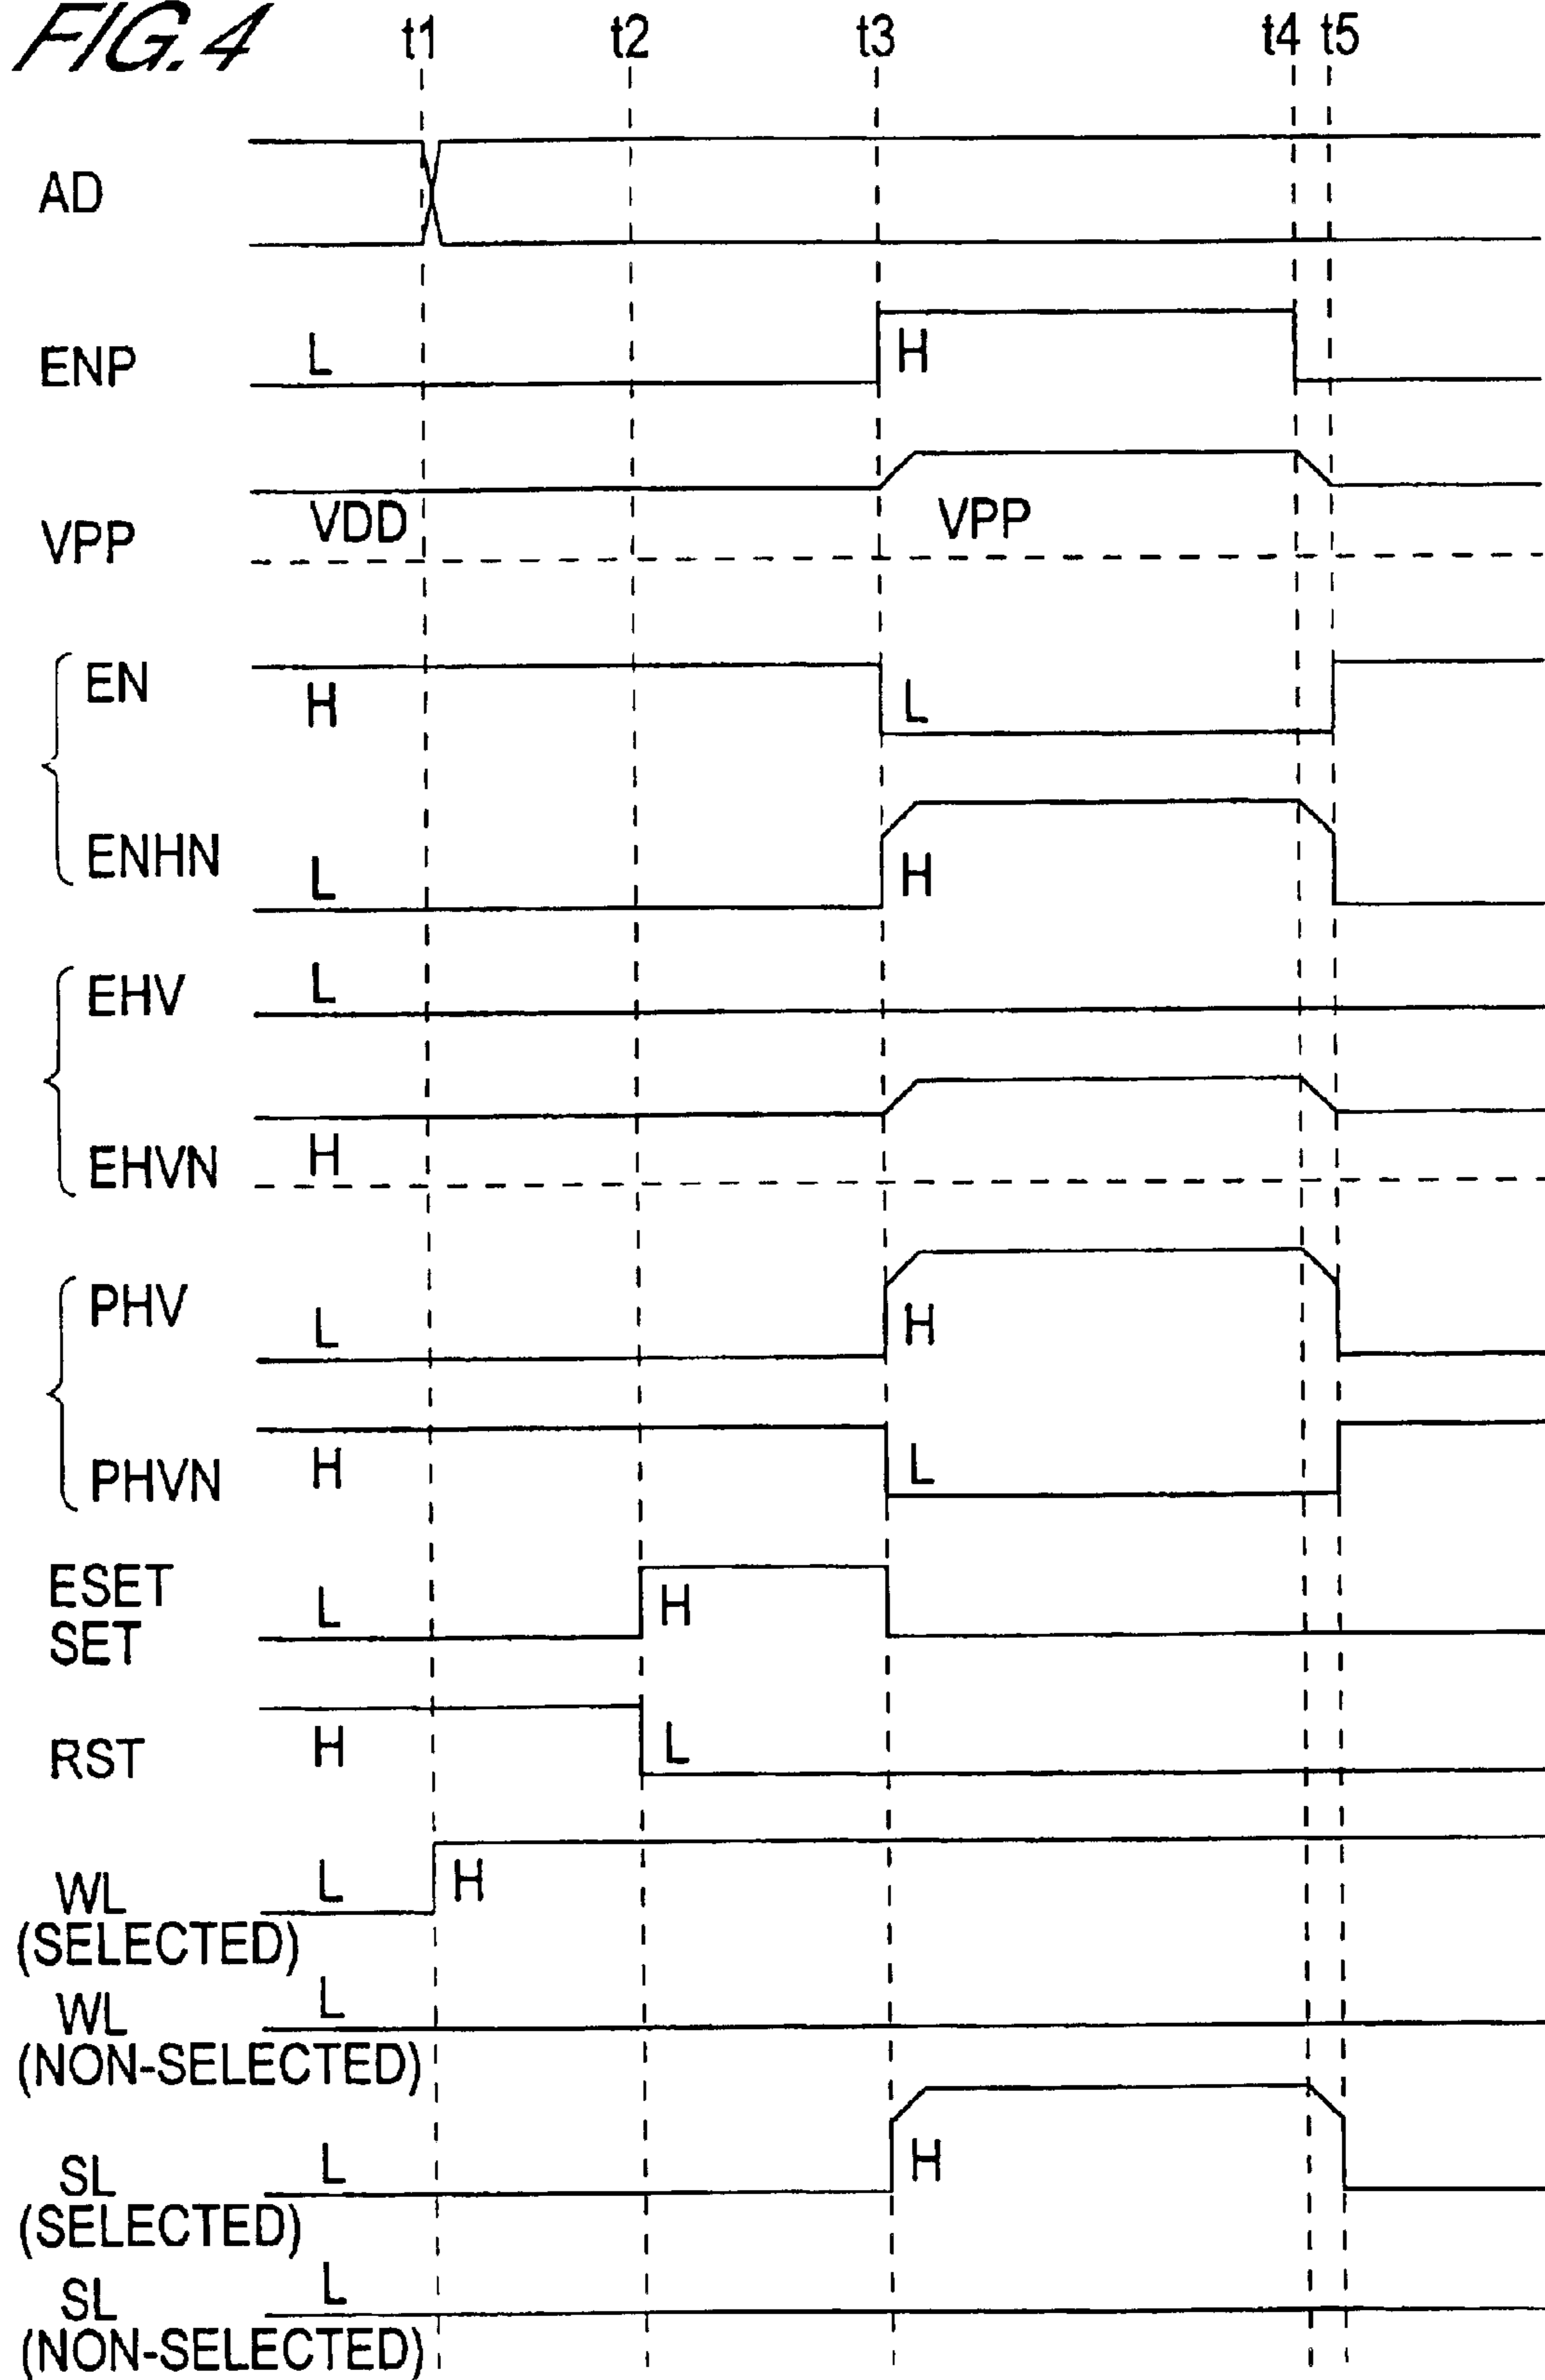 FIG.4
t1 t2 t3 t4 t5
AD
ENP L H
VPP VDD VPP
EN H L
ENHN L H
EHV L
EHVN H
PHV L H
PHVN H L
ESET
SET L H
RST H L
WL L H
(SELECTED)
WL L
(NON-SELECTED)
SL L H
(SELECTED)
SL L
(NON-SELECTED)